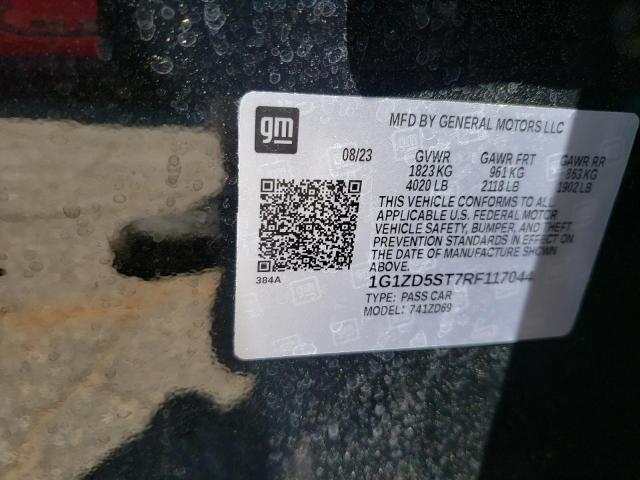 gm
MFD BY GENERAL MOTORS LLC
08/23 GVWR GAWR FRT GAWR RR
1823 KG 961 KG 863 KG
4020 LB 2118 LB 1902 LB
THIS VEHICLE CONFORMS TO ALL
APPLICABLE U.S. FEDERAL MOTOR
VEHICLE SAFETY, BUMPER, AND THEFT
PREVENTION STANDARDS IN EFFECT ON
THE DATE OF MANUFACTURE SHOWN
ABOVE.
384A
1G1ZD5ST7RF117044
TYPE: PASS CAR
MODEL: 741ZD69